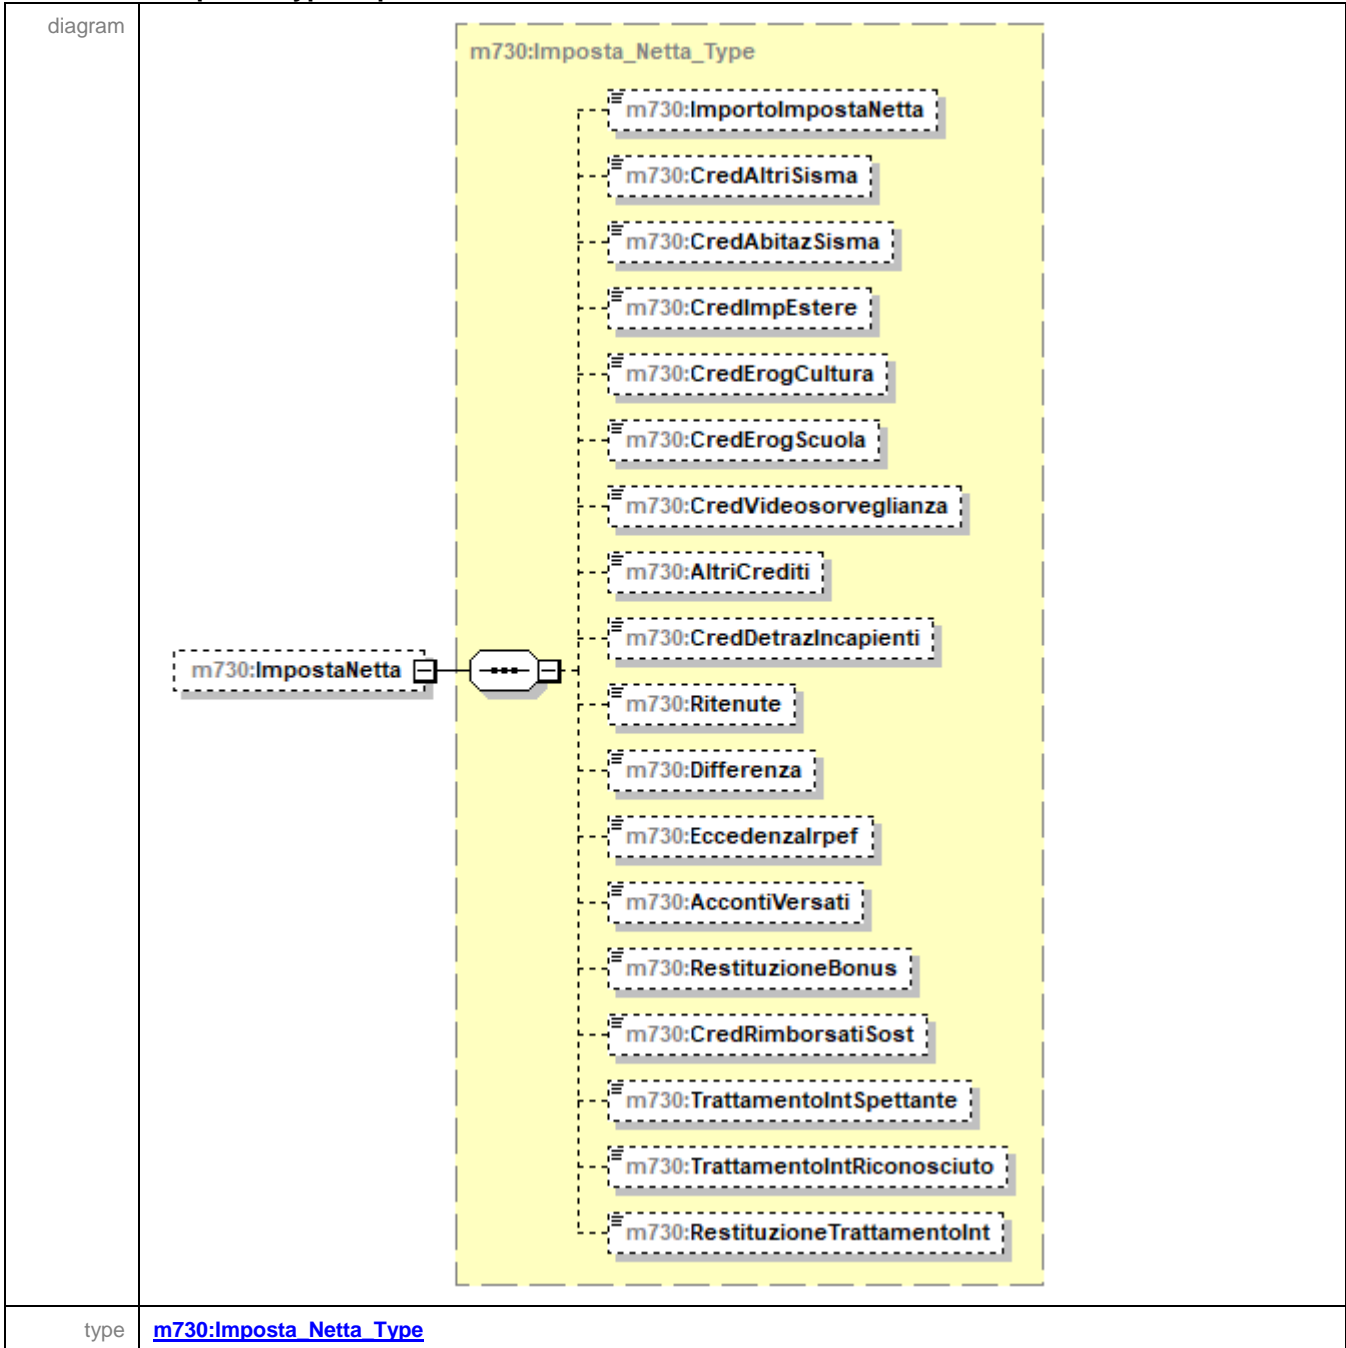 diagram
m730:Imposta_Netta_Type
m730:ImportoImpostaNetta
m730:CredAltriSisma
m730:CredAbitazSisma
m730:CredImpEstere
m730:CredErogCultura
m730:CredErogScuola
m730:CredVideosorveglianza
m730:AltriCrediti
m730:CredDetrazIncapienti
m730:ImpostaNetta
m730:Ritenute
m730:Differenza
m730:EccedenzaIrpef
m730:AccontiVersati
m730:RestituzioneBonus
m730:CredRimborsatiSost
m730:TrattamentoIntSpettante
m730:TrattamentoIntRiconosciuto
m730:RestituzioneTrattamentoInt
type m730:Imposta_Netta_Type